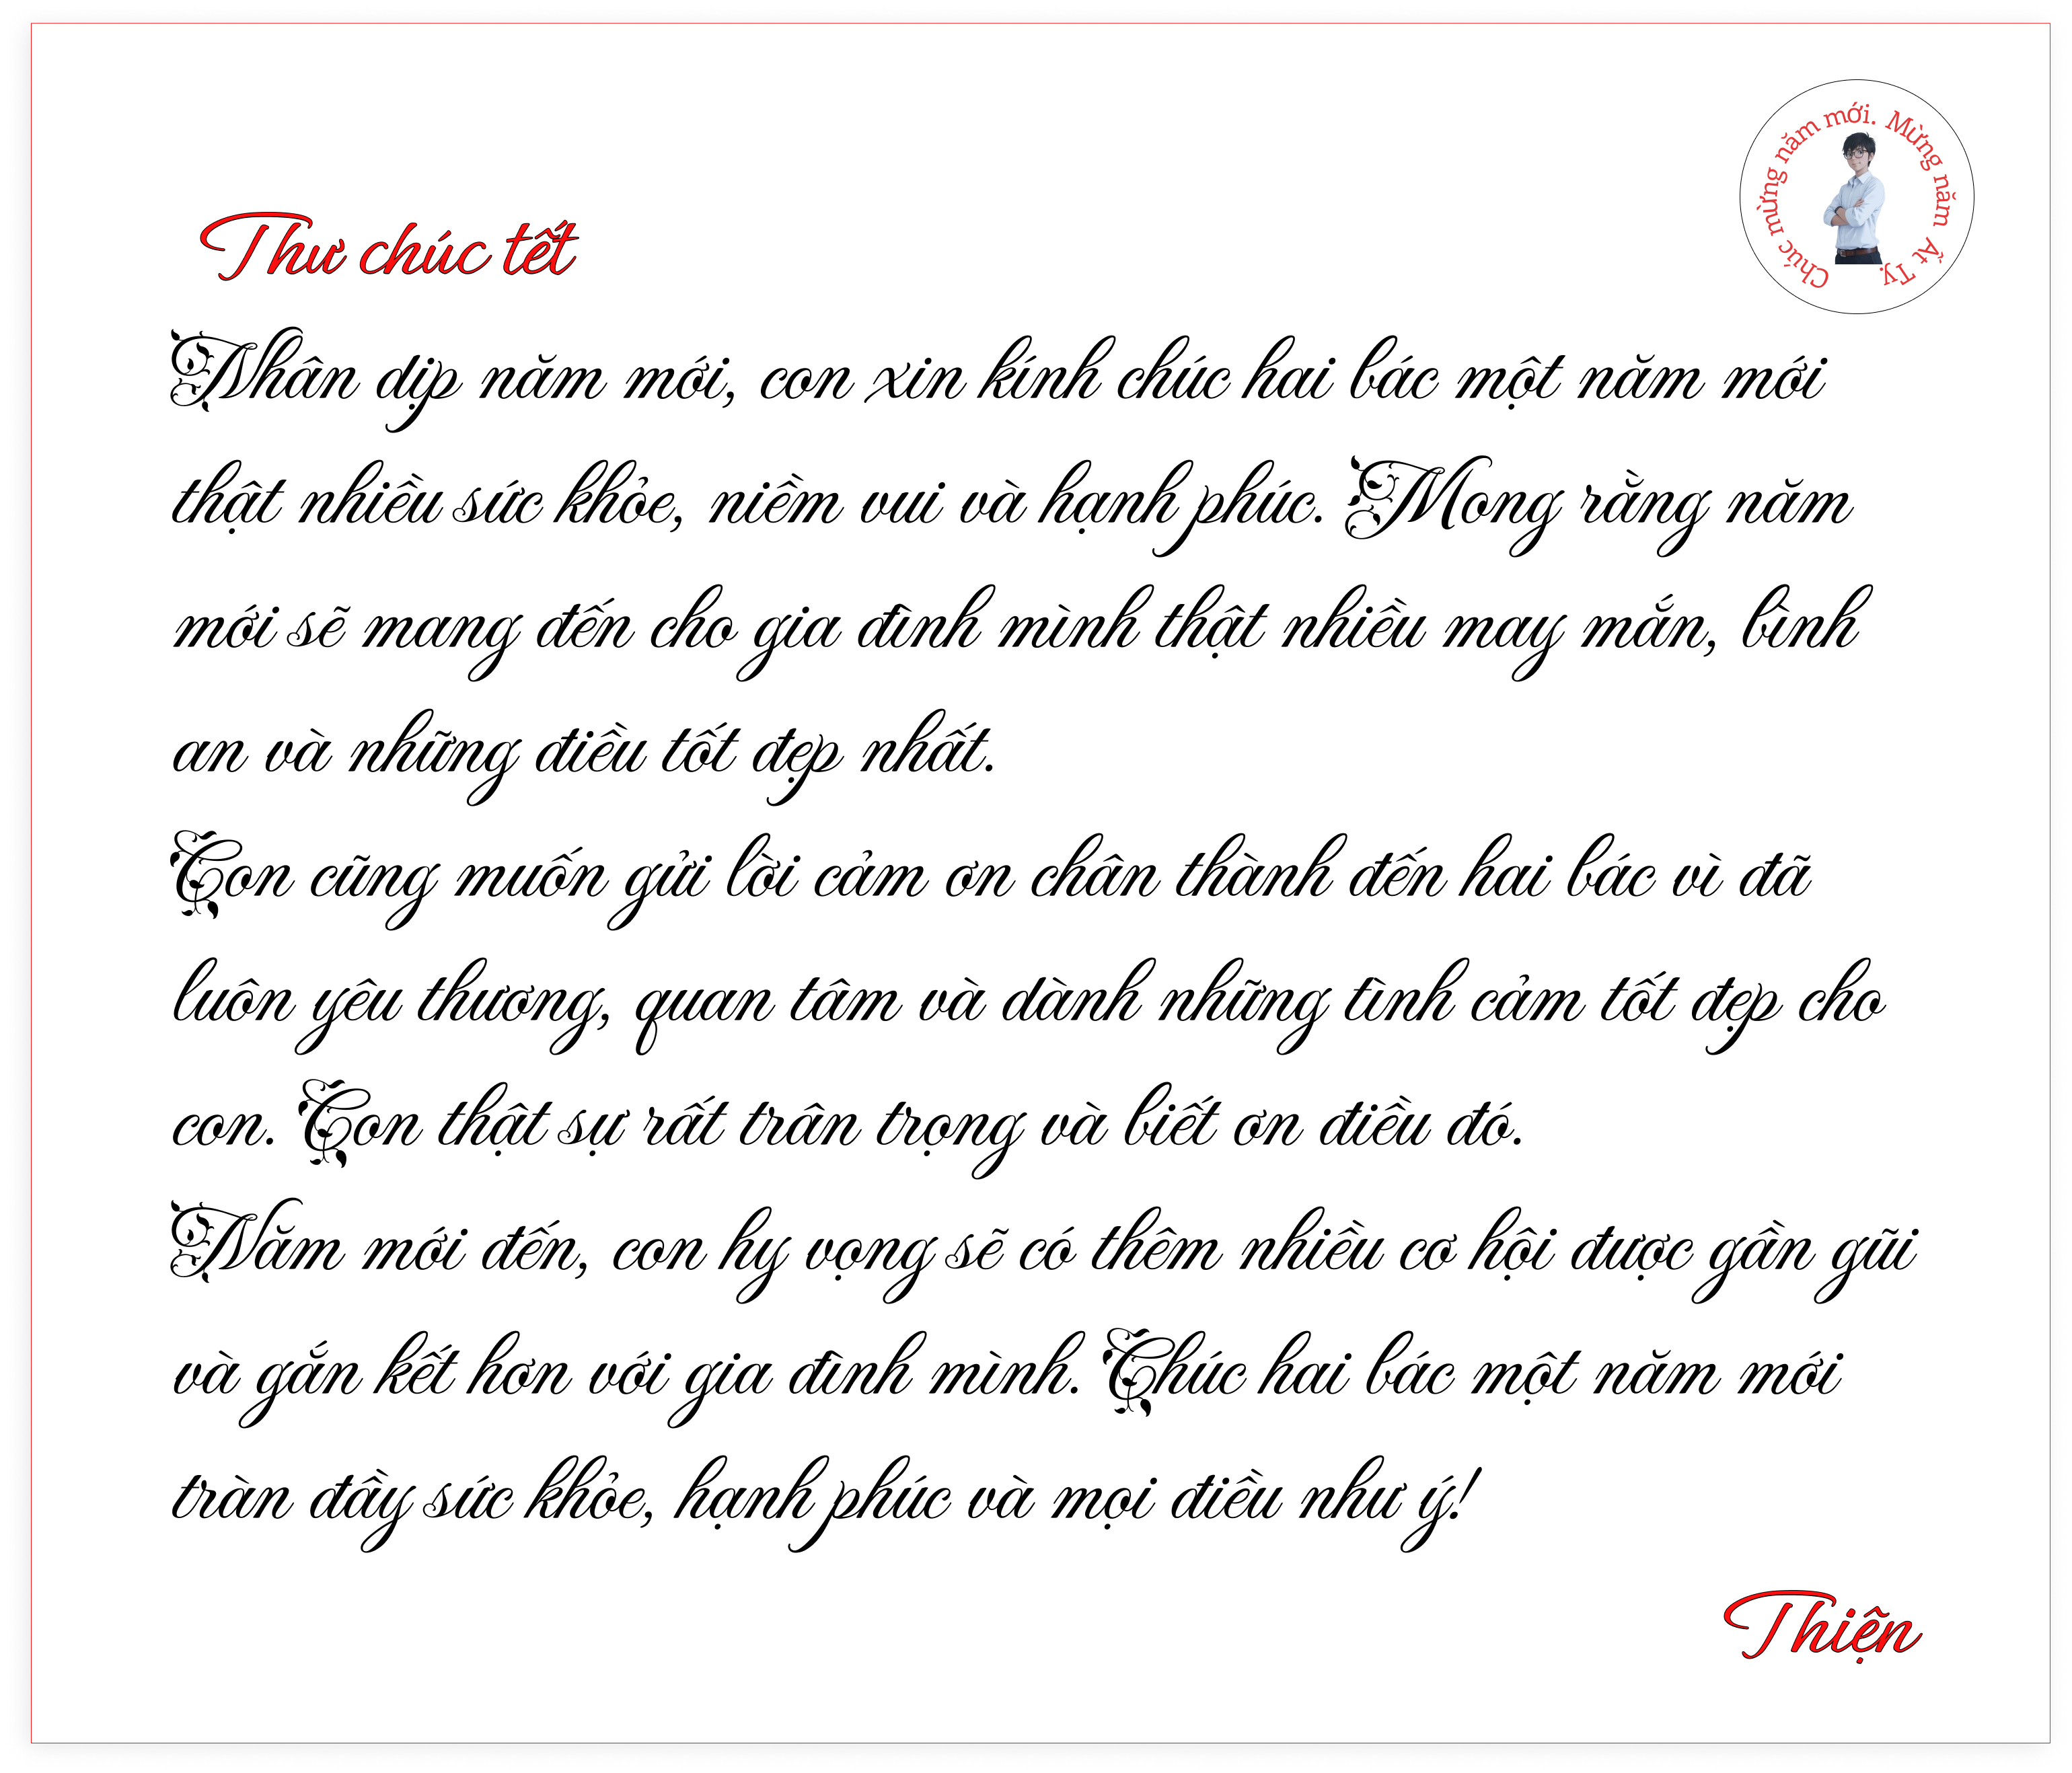 Chúc mừng năm mới. Mừng năm Ất Tỵ
Thư chúc tết
Nhân dịp năm mới, con xin kính chúc hai bác một năm mới
thật nhiều sức khỏe, niềm vui và hạnh phúc. Mong rằng năm
mới sẽ mang đến cho gia đình mình thật nhiều may mắn, bình
an và những điều tốt đẹp nhất.
Con cũng muốn gửi lời cảm ơn chân thành đến hai bác vì đã
luôn yêu thương, quan tâm và dành những tình cảm tốt đẹp cho
con. Con thật sự rất trân trọng và biết ơn điều đó.
Năm mới đến, con hy vọng sẽ có thêm nhiều cơ hội được gần gũi
và gắn kết hơn với gia đình mình. Chúc hai bác một năm mới
tràn đầy sức khỏe, hạnh phúc và mọi điều như ý!
Thiện